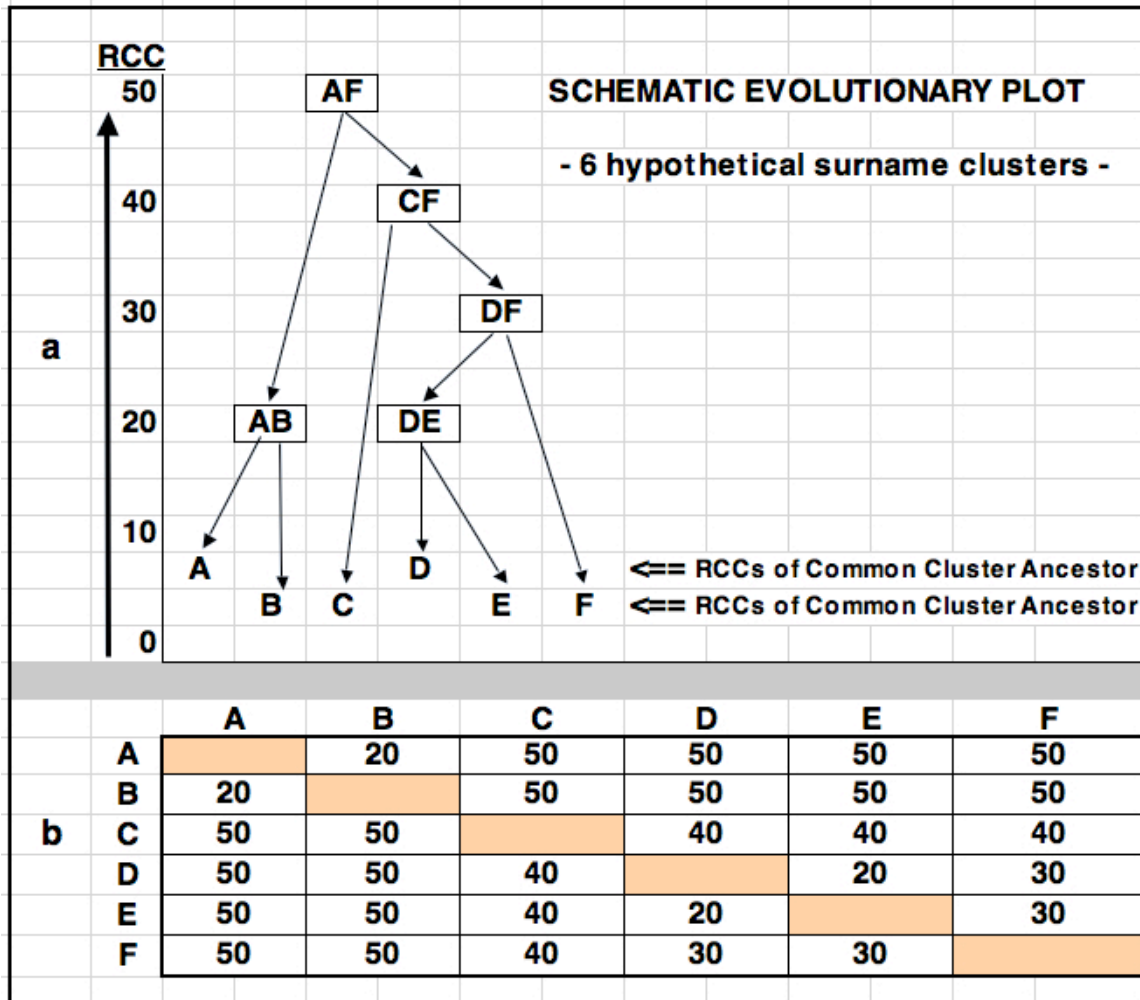 RCC
50 AF SCHEMATIC EVOLUTIONARY PLOT
- 6 hypothetical surname clusters -
40 CF
30 DF
a
20 AB DE
10
A D <== RCCs of Common Cluster Ancestor
B C E F <== RCCs of Common Cluster Ancestor
0
A B C D E F
A 20 50 50 50 50
B 20 50 50 50 50
b C 50 50 40 40 40
D 50 50 40 20 30
E 50 50 40 20 30
F 50 50 40 30 30